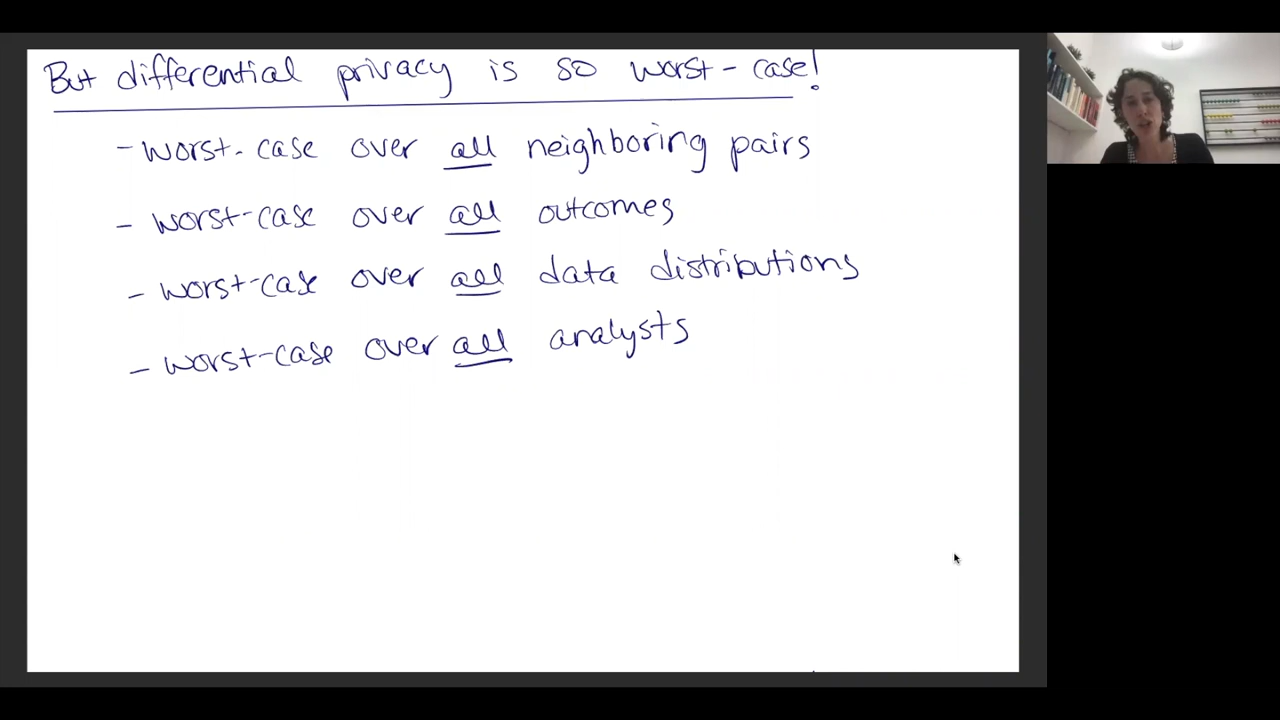 But differential privacy is so worst-case!
- worst-case over all neighboring pairs
- worst-case over all outcomes
- worst-case over all data distributions
- worst-case over all analysts